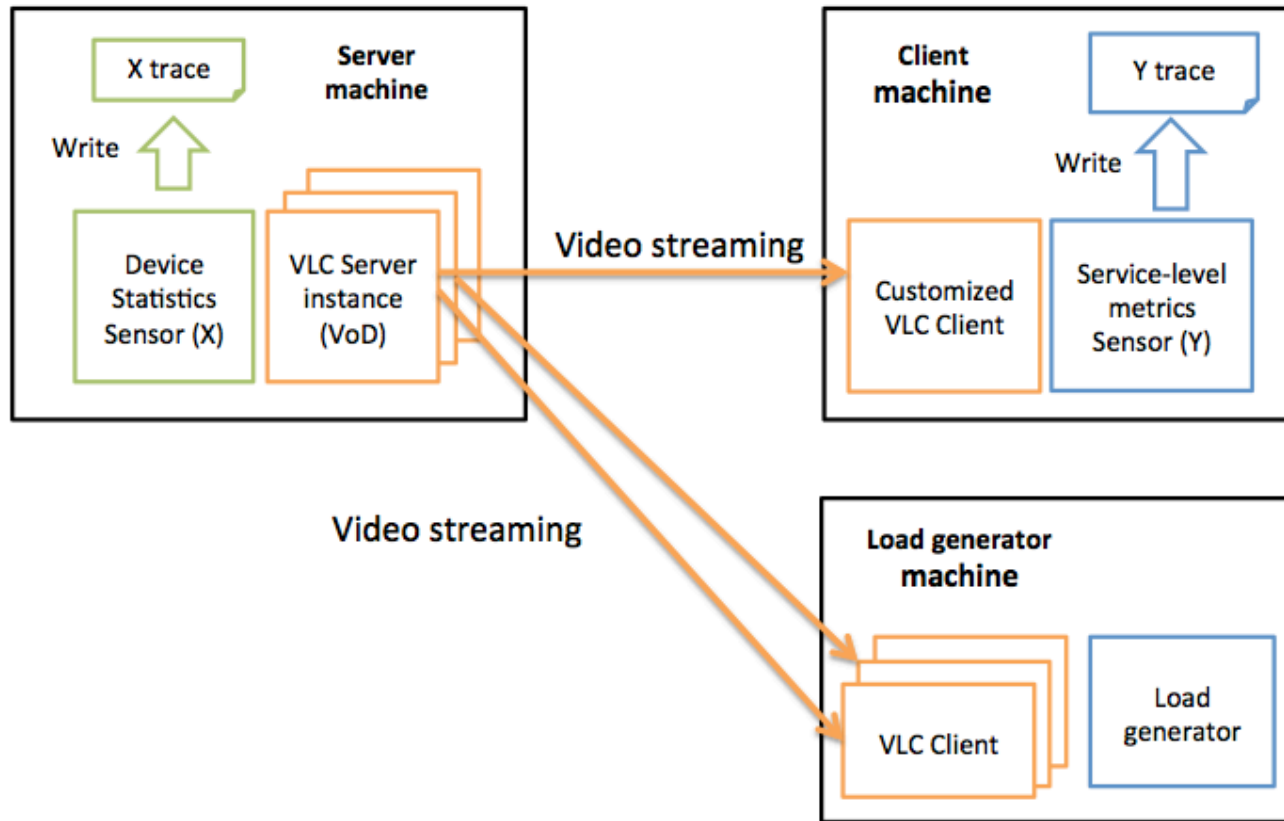 X trace
Server
machine
Write
Device
Statistics
Sensor (X)
VLC Server
instance
(VoD)
Video streaming
Client
machine
Y trace
Write
Customized
VLC Client
Service-level
metrics
Sensor (Y)
Video streaming
Load generator
machine
VLC Client
Load
generator